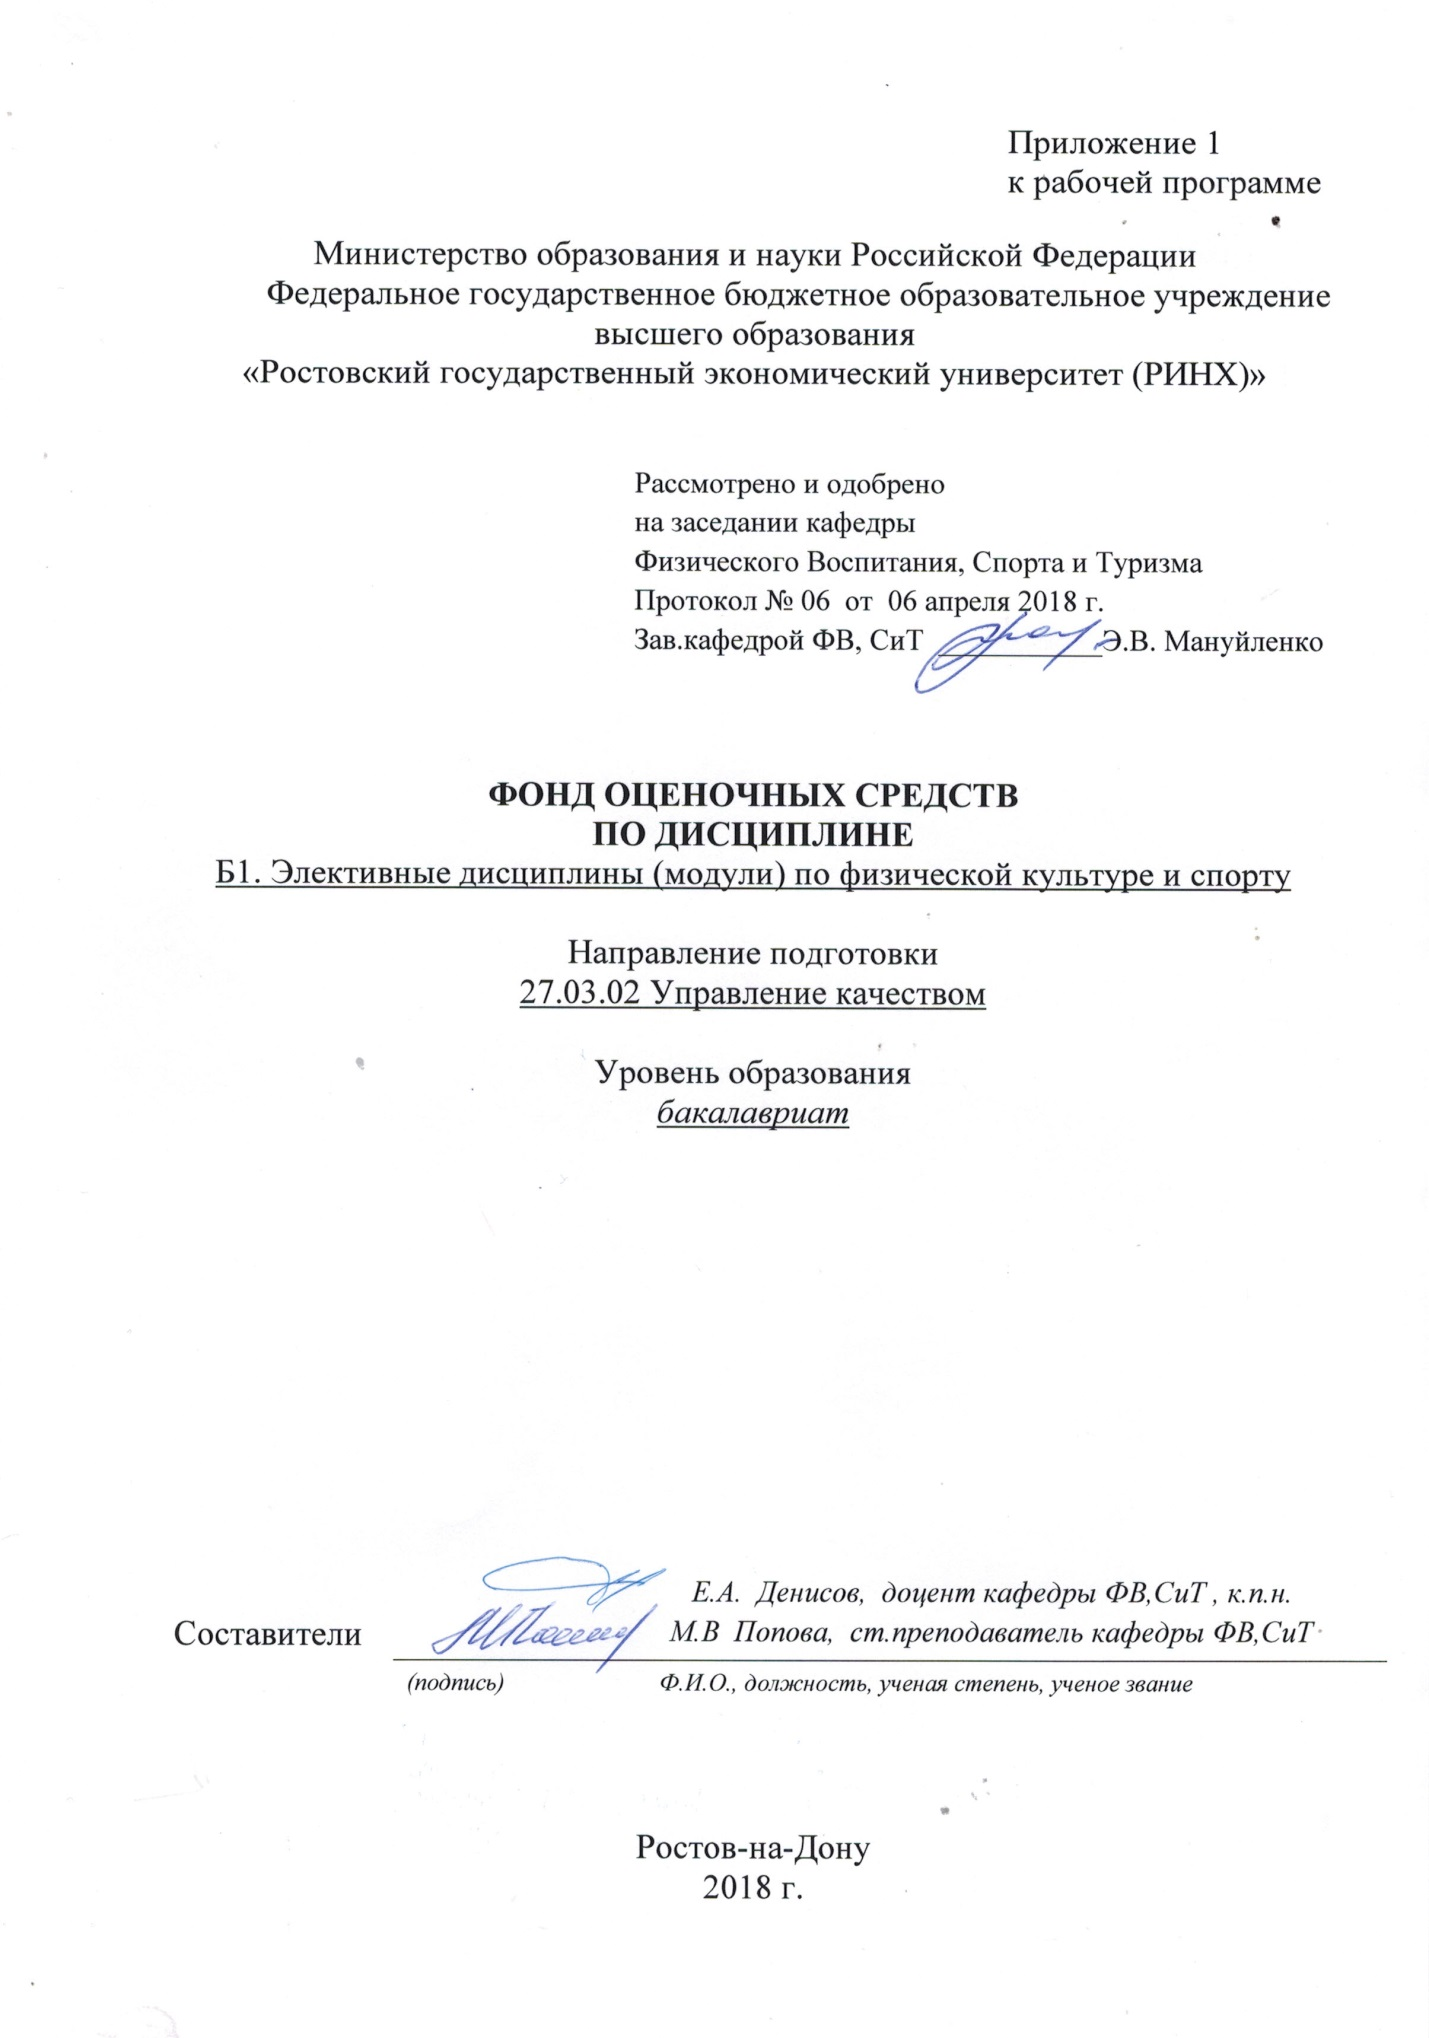 Приложение 1
к рабочей программе
Министерство образования и науки Российской Федерации
Федеральное государственное бюджетное образовательное учреждение
высшего образования
«Ростовский государственный экономический университет (РИНХ)»
Рассмотрено и одобрено
на заседании кафедры
Физического Воспитания, Спорта и Туризма
Протокол № 06 от 06 апреля 2018 г.
Зав.кафедрой ФВ, СиТ ____________Э.В. Мануйленко
ФОНД ОЦЕНОЧНЫХ СРЕДСТВ
ПО ДИСЦИПЛИНЕ
Б1. Элективные дисциплины (модули) по физической культуре и спорту
Направление подготовки
27.03.02 Управление качеством
Уровень образования
бакалавриат
Е.А. Денисов, доцент кафедры ФВ,СиТ , к.п.н.
Составители М.В Попова, ст.преподаватель кафедры ФВ,СиТ
(подпись) Ф.И.О., должность, ученая степень, ученое звание
Ростов-на-Дону
2018 г.